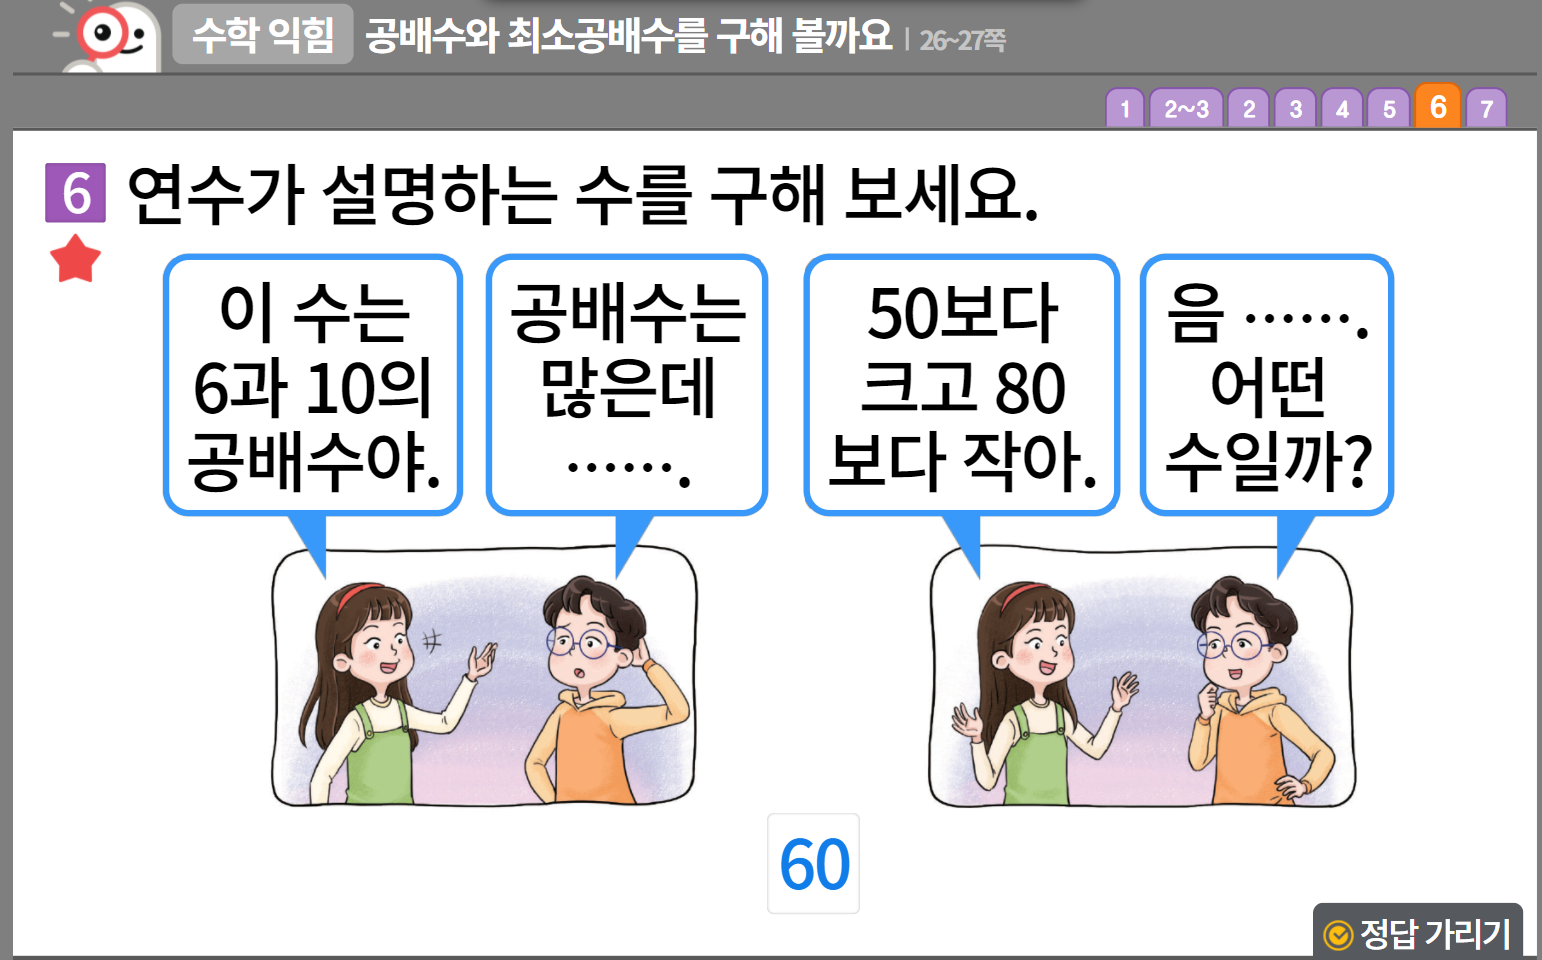 수학 익힘 공배수와 최소공배수를 구해 볼까요 | 26~27쪽
1 2~3 2 3 4 5 6 7
6 연수가 설명하는 수를 구해 보세요.
이 수는
6과 10의
공배수야.
공배수는
많은데
…….
50보다
크고 80
보다 작아.
음 …….
어떤
수일까?
60
정답 가리기